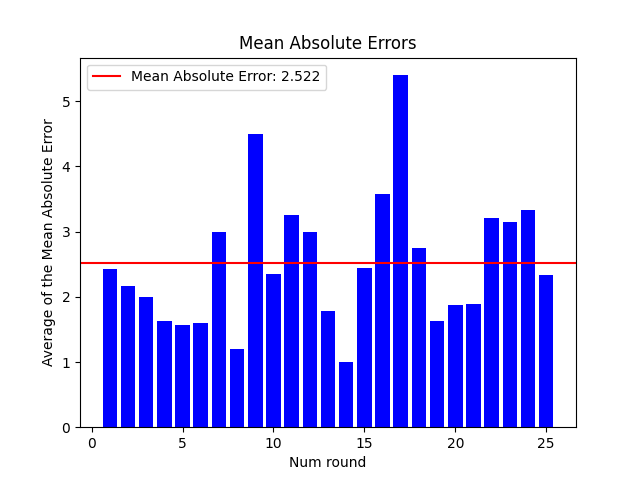 Mean Absolute Errors
Mean Absolute Error: 2.522
Average of the Mean Absolute Error
5
4
3
2
1
0
0 5 10 15 20 25
Num round